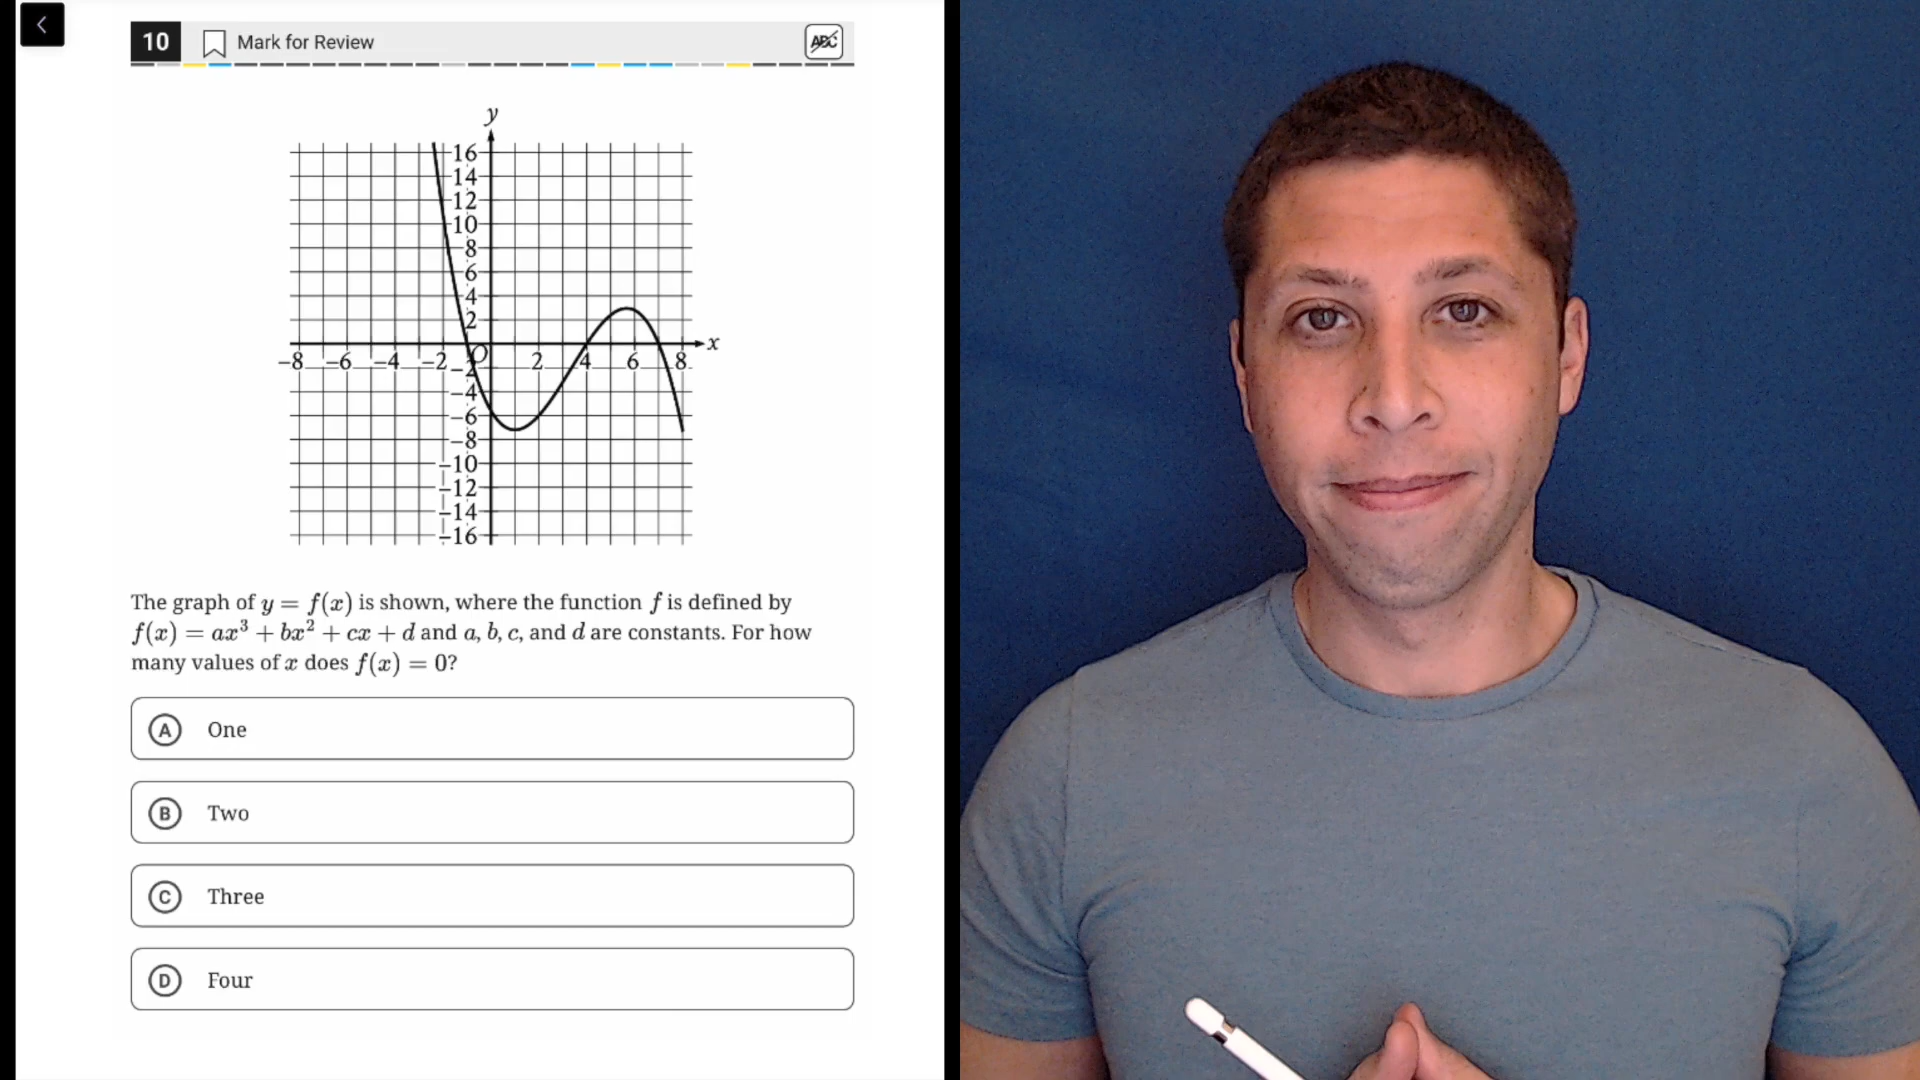 10 Mark for Review ABC
y
16
14
12
10
8
6
4
2
O
x
−8 −6 −4 −2 2 4 6 8
−2
−4
−6
−8
−10
−12
−14
−16
The graph of y = f(x) is shown, where the function f is defined by
f(x) = ax³ + bx² + cx + d and a, b, c, and d are constants. For how
many values of x does f(x) = 0?
A One
B Two
C Three
D Four